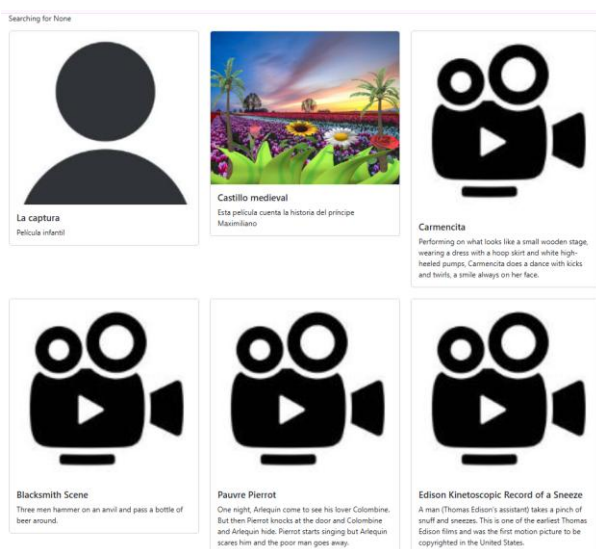 Searching for None
La captura
Película infantil
Castillo medieval
Esta película cuenta la historia del príncipe
Maximiliano
Carmencita
Performing on what looks like a small wooden stage,
wearing a dress with a hoop skirt and white high-
heeled pumps, Carmencita does a dance with kicks
and twirls, a smile always on her face.
Blacksmith Scene
Three men hammer on an anvil and pass a bottle of
beer around.
Pauvre Pierrot
One night, Arlequin come to see his lover Colombine.
But then Pierrot knocks at the door and Colombine
and Arlequin hide. Pierrot starts singing but Arlequin
scares him and the poor man goes away.
Edison Kinetoscopic Record of a Sneeze
A man (Thomas Edison's assistant) takes a pinch of
snuff and sneezes. This is one of the earliest Thomas
Edison films and was the first motion picture to be
copyrighted in the United States.